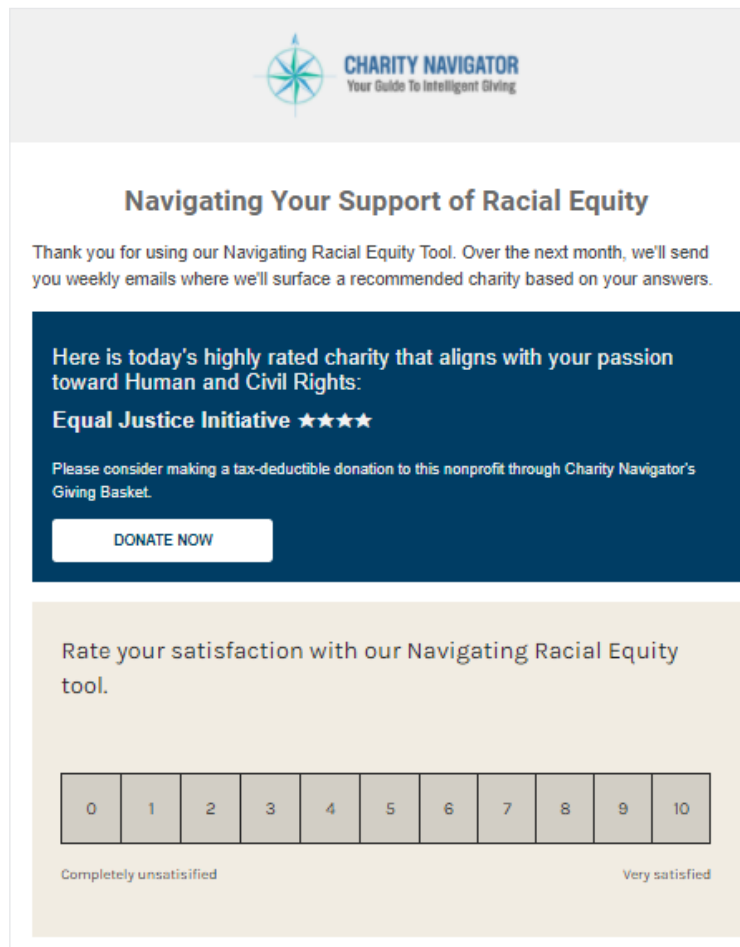 CHARITY NAVIGATOR
Your Guide To Intelligent Giving
Navigating Your Support of Racial Equity
Thank you for using our Navigating Racial Equity Tool. Over the next month, we'll send
you weekly emails where we'll surface a recommended charity based on your answers.
Here is today's highly rated charity that aligns with your passion
toward Human and Civil Rights:
Equal Justice Initiative ★★★★
Please consider making a tax-deductible donation to this nonprofit through Charity Navigator's
Giving Basket.
DONATE NOW
Rate your satisfaction with our Navigating Racial Equity
tool.
0 1 2 3 4 5 6 7 8 9 10
Completely unsatisified Very satisfied